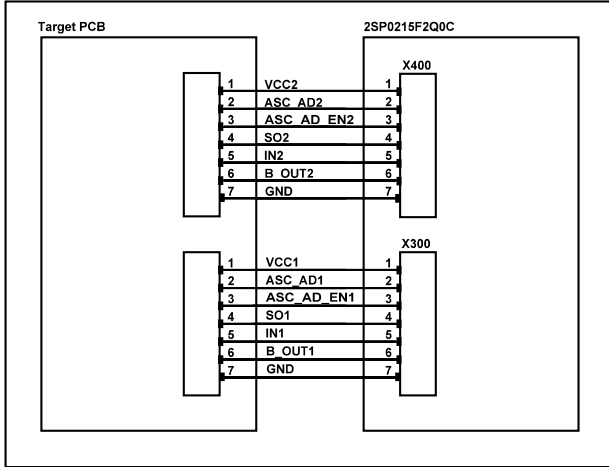 Target PCB 2SP0215F2Q0C
X400
1 VCC2 1
2 ASC_AD2 2
3 ASC_AD_EN2 3
4 SO2 4
5 IN2 5
6 B_OUT2 6
7 GND 7
X300
1 VCC1 1
2 ASC_AD1 2
3 ASC_AD_EN1 3
4 SO1 4
5 IN1 5
6 B_OUT1 6
7 GND 7